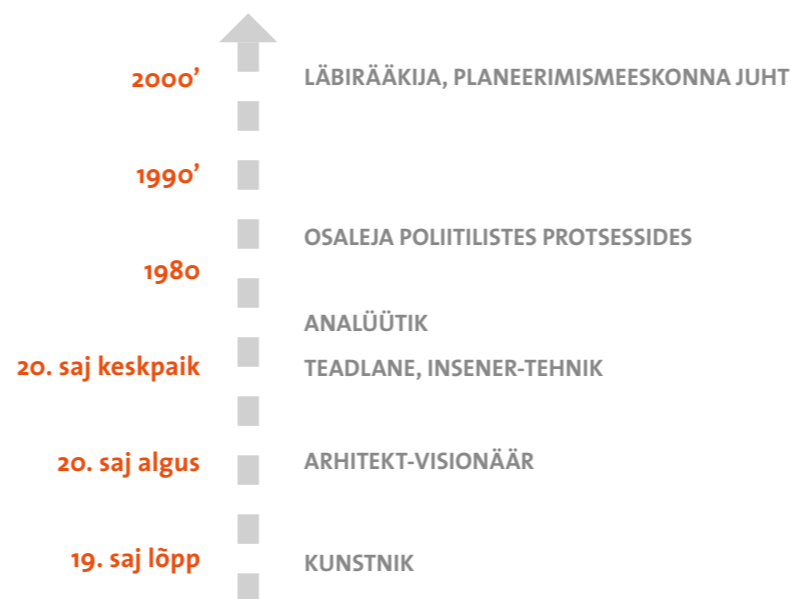 2000’ LÄBIRÄÄKIJA, PLANEERIMISMEESKONNA JUHT
1990’
OSALEJA POLIITILISTES PROTSESSIDES
1980
ANALÜÜTIK
20. saj keskpaik TEADLANE, INSENER-TEHNIK
20. saj algus ARHITEKT-VISIONÄÄR
19. saj lõpp KUNSTNIK